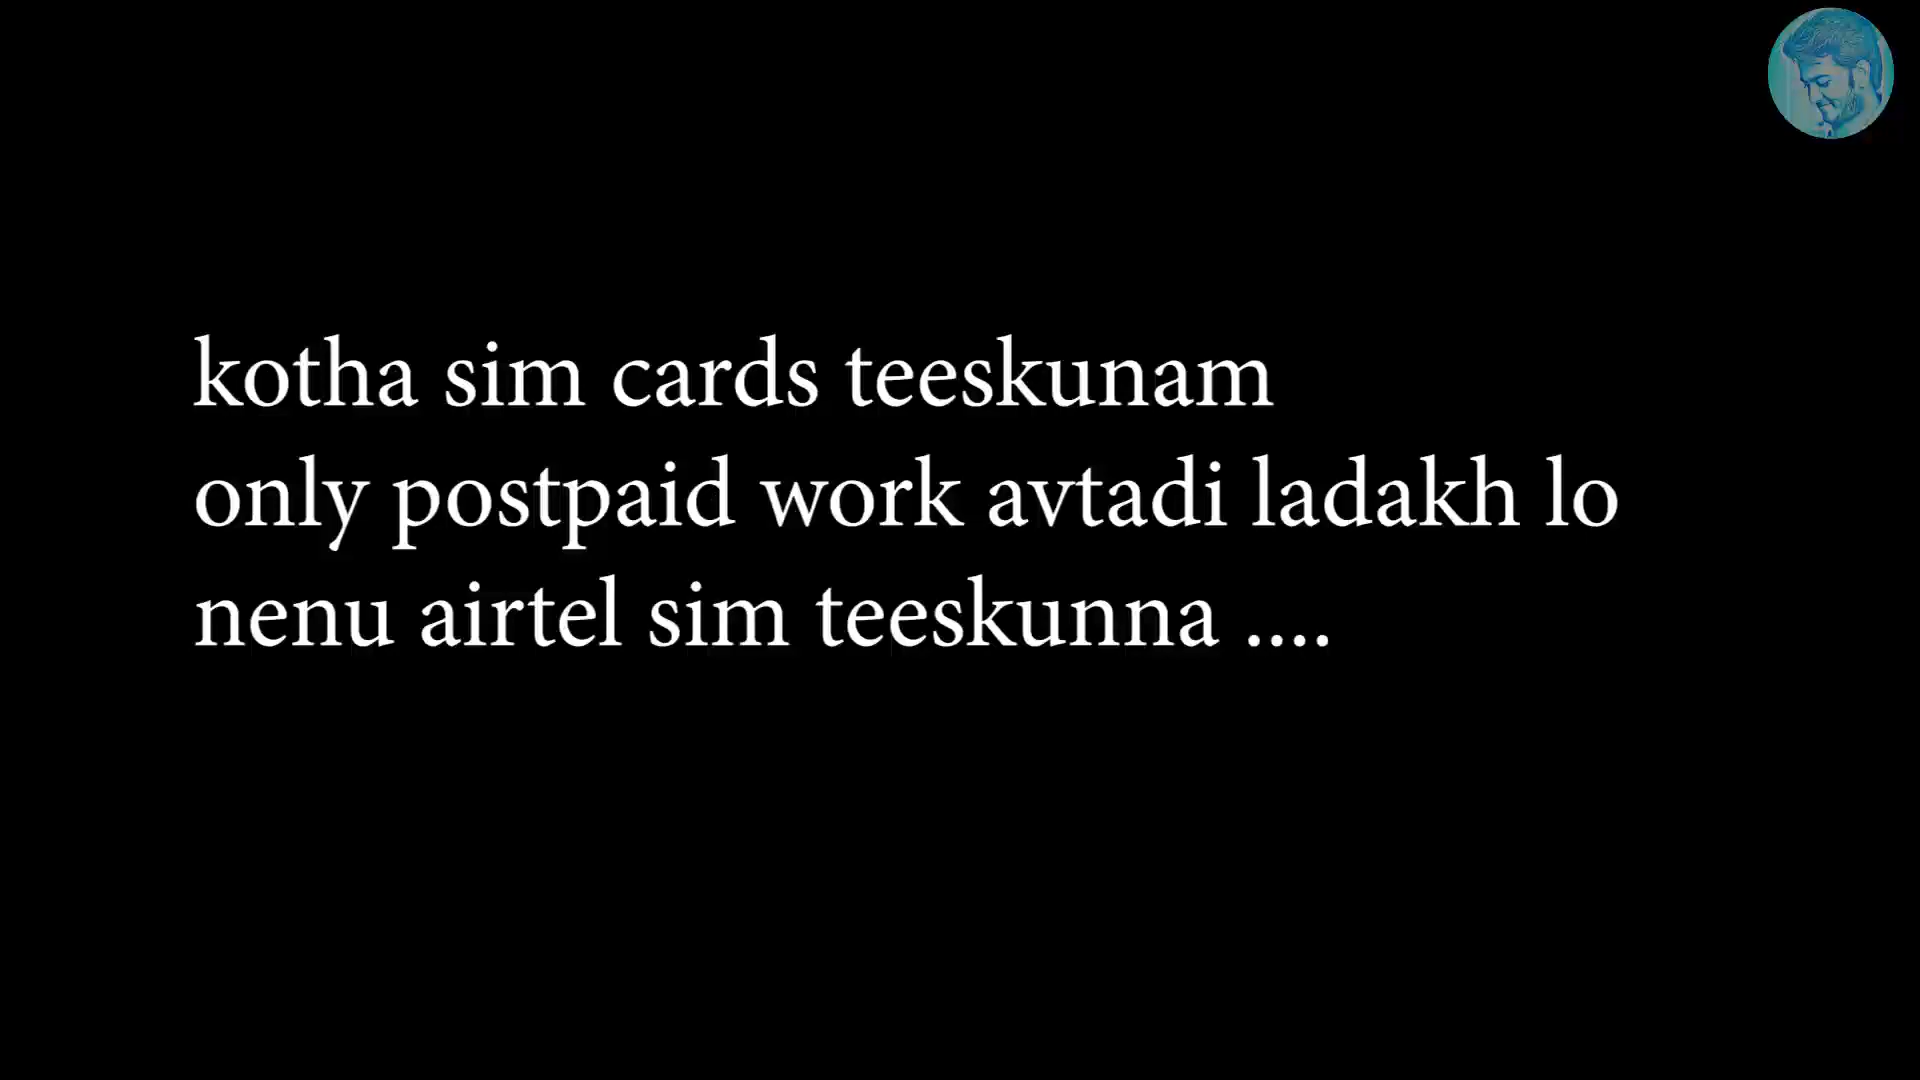 kotha sim cards teeskunam
only postpaid work avtadi ladakh lo
nenu airtel sim teeskunna ....